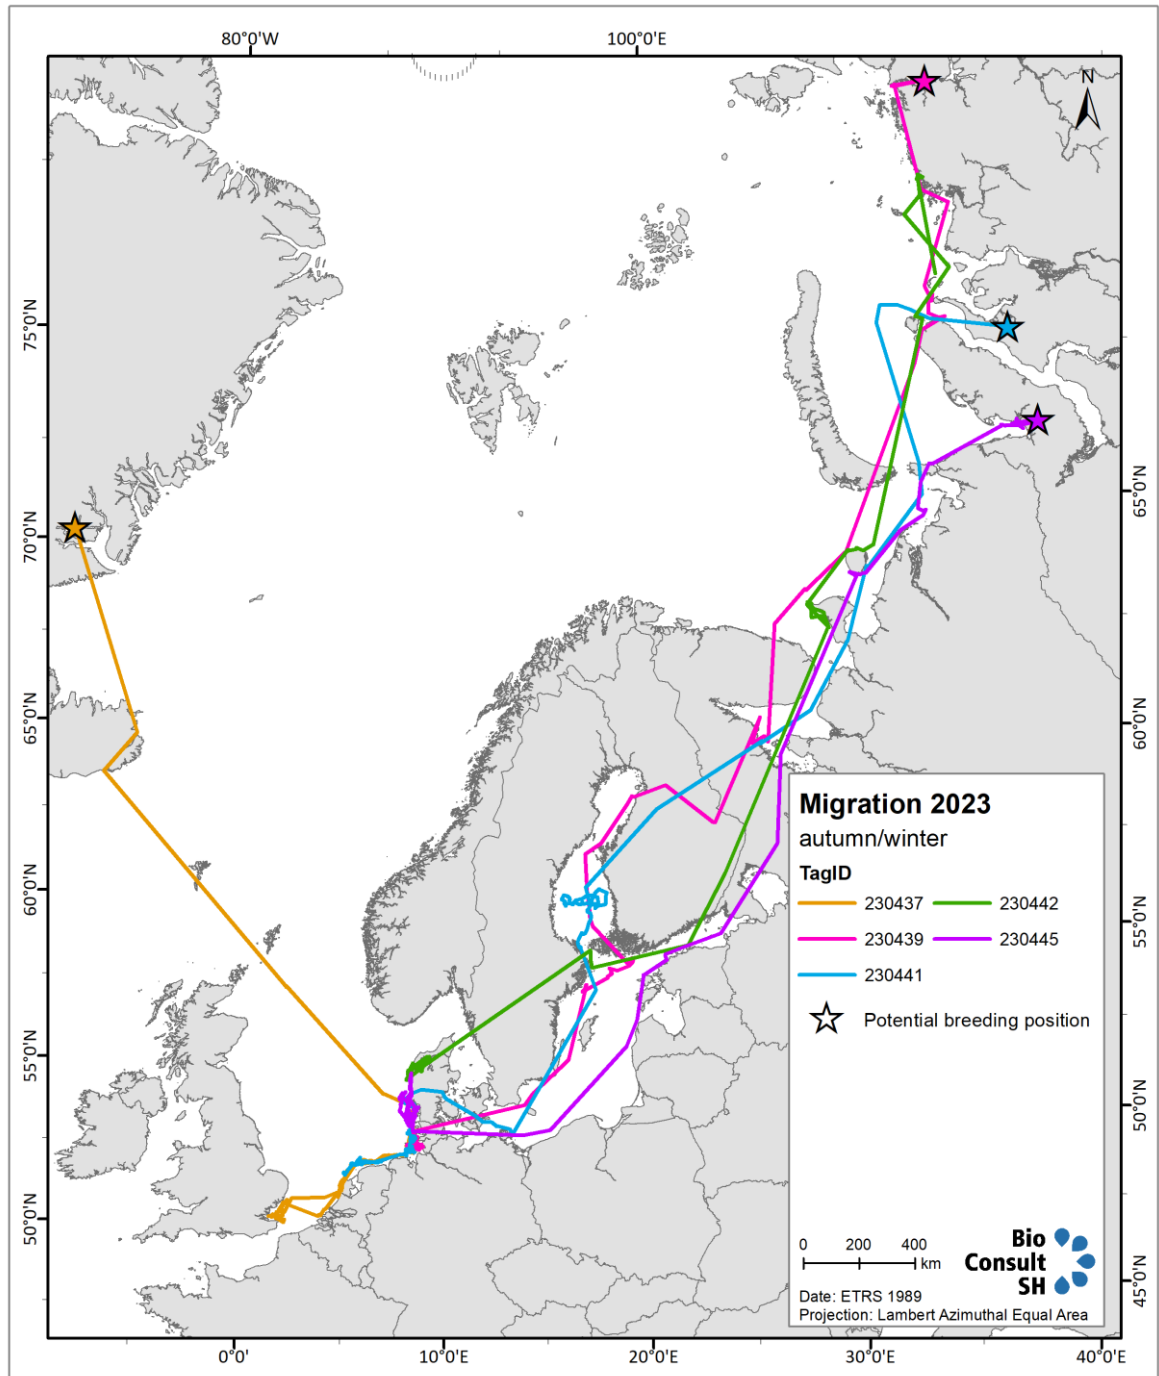 80°0'W
100°0'E
N
75°0'N
70°0'N
65°0'N
60°0'N
55°0'N
50°0'N
65°0'N
60°0'N
55°0'N
50°0'N
45°0'N
Migration 2023
autumn/winter
TagID
230437
230442
230439
230445
230441
Potential breeding position
0 200 400
km
Bio
Consult
SH
Date: ETRS 1989
Projection: Lambert Azimuthal Equal Area
0°0'
10°0'E
20°0'E
30°0'E
40°0'E